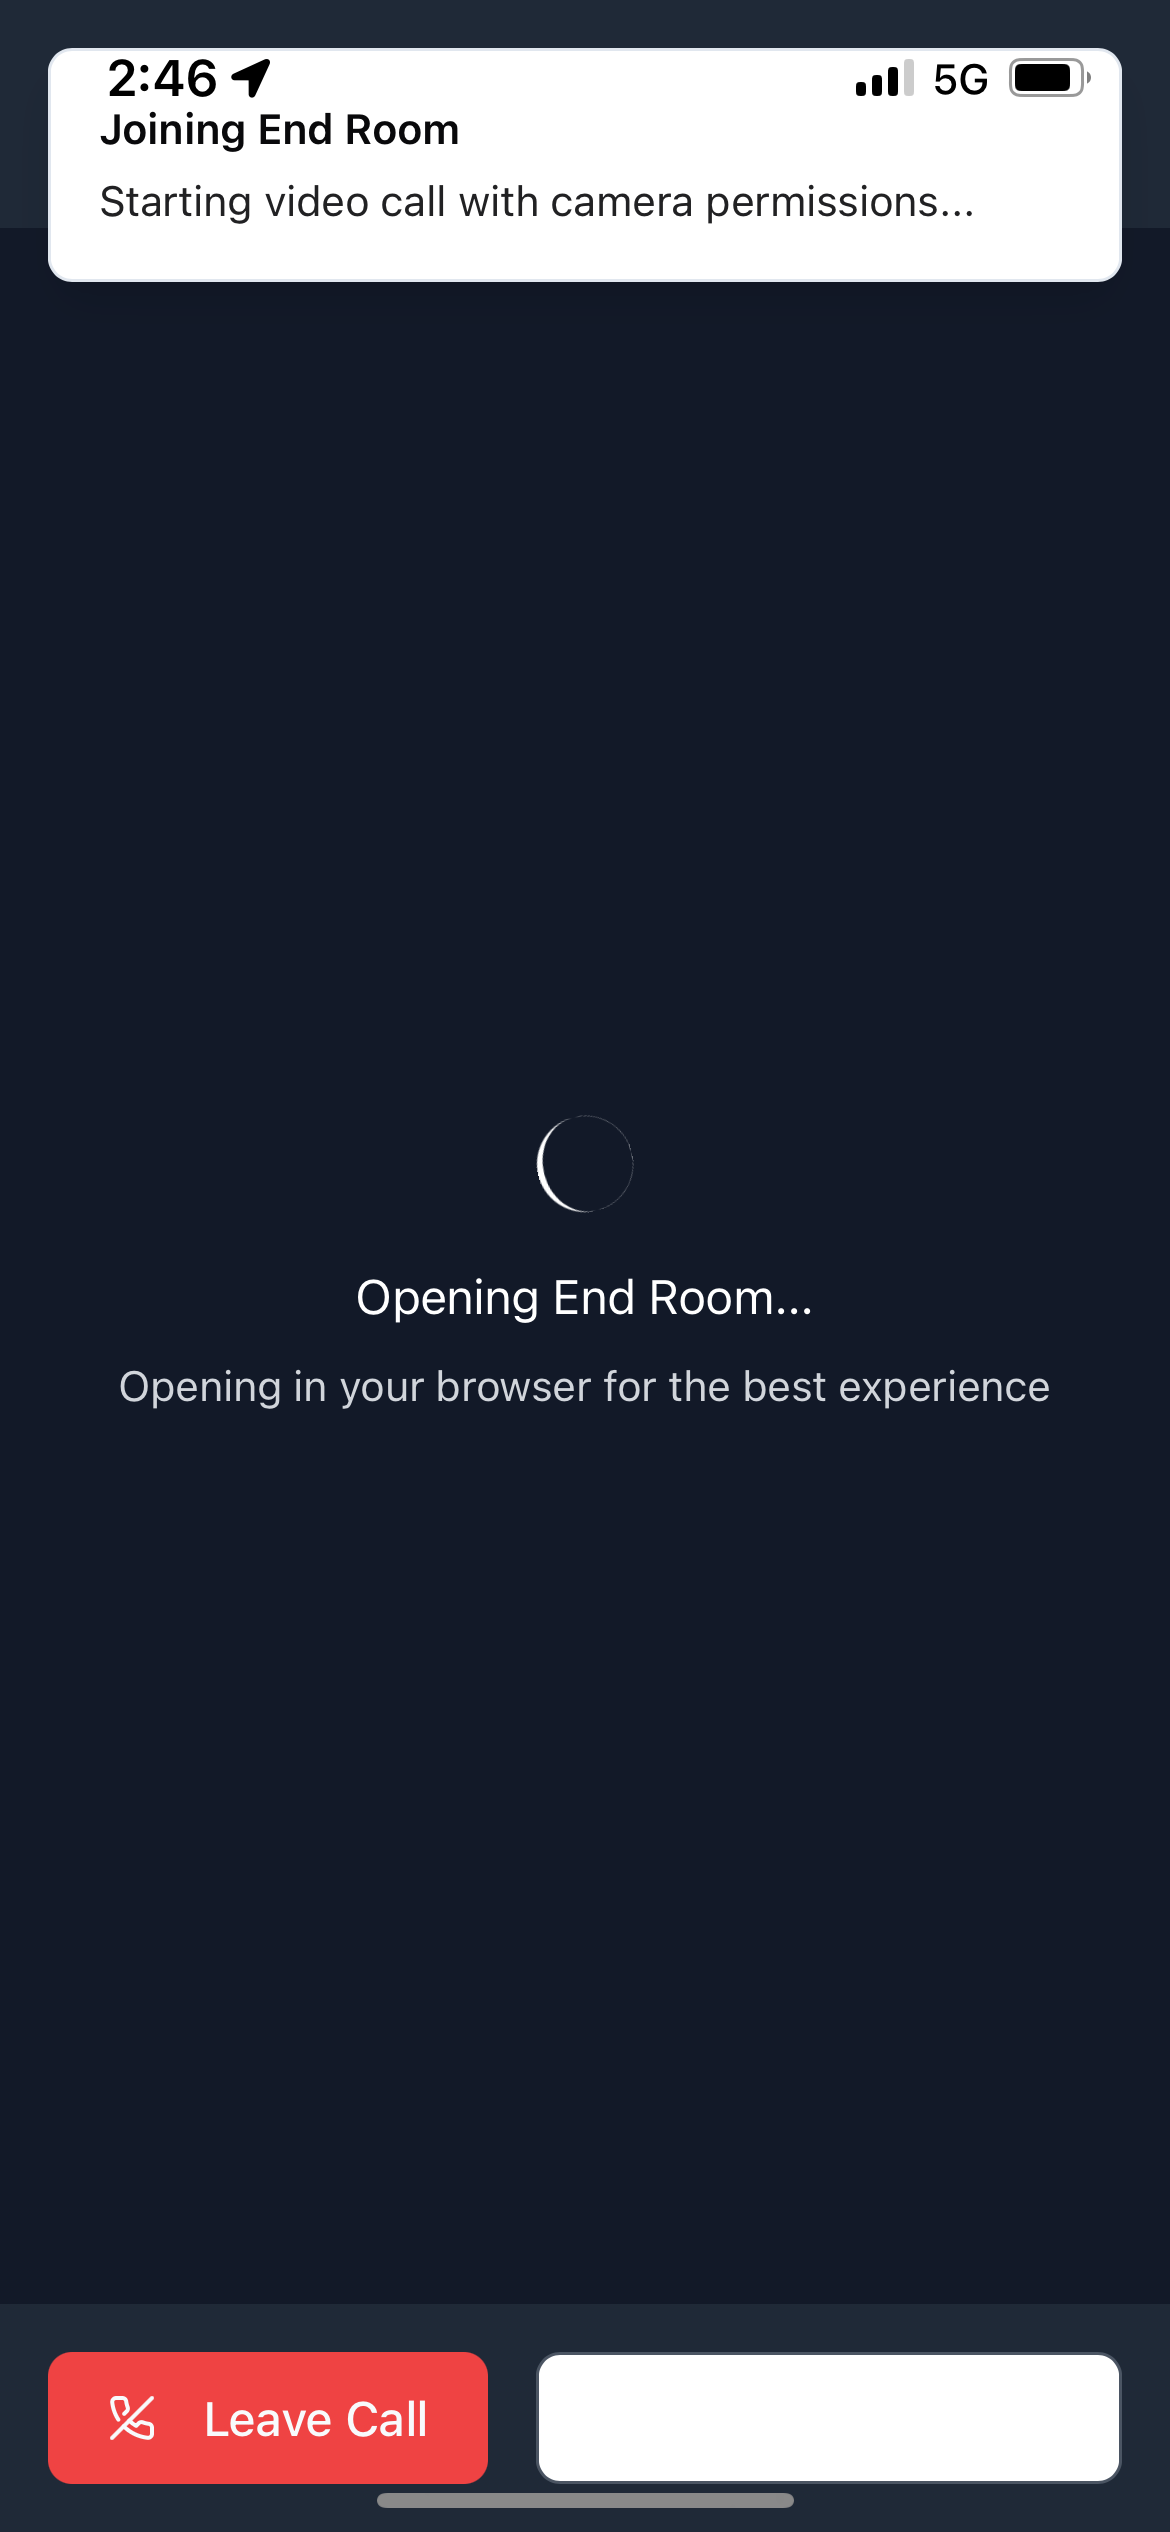 2:46
5G
Joining End Room
Starting video call with camera permissions...
Opening End Room...
Opening in your browser for the best experience
Leave Call